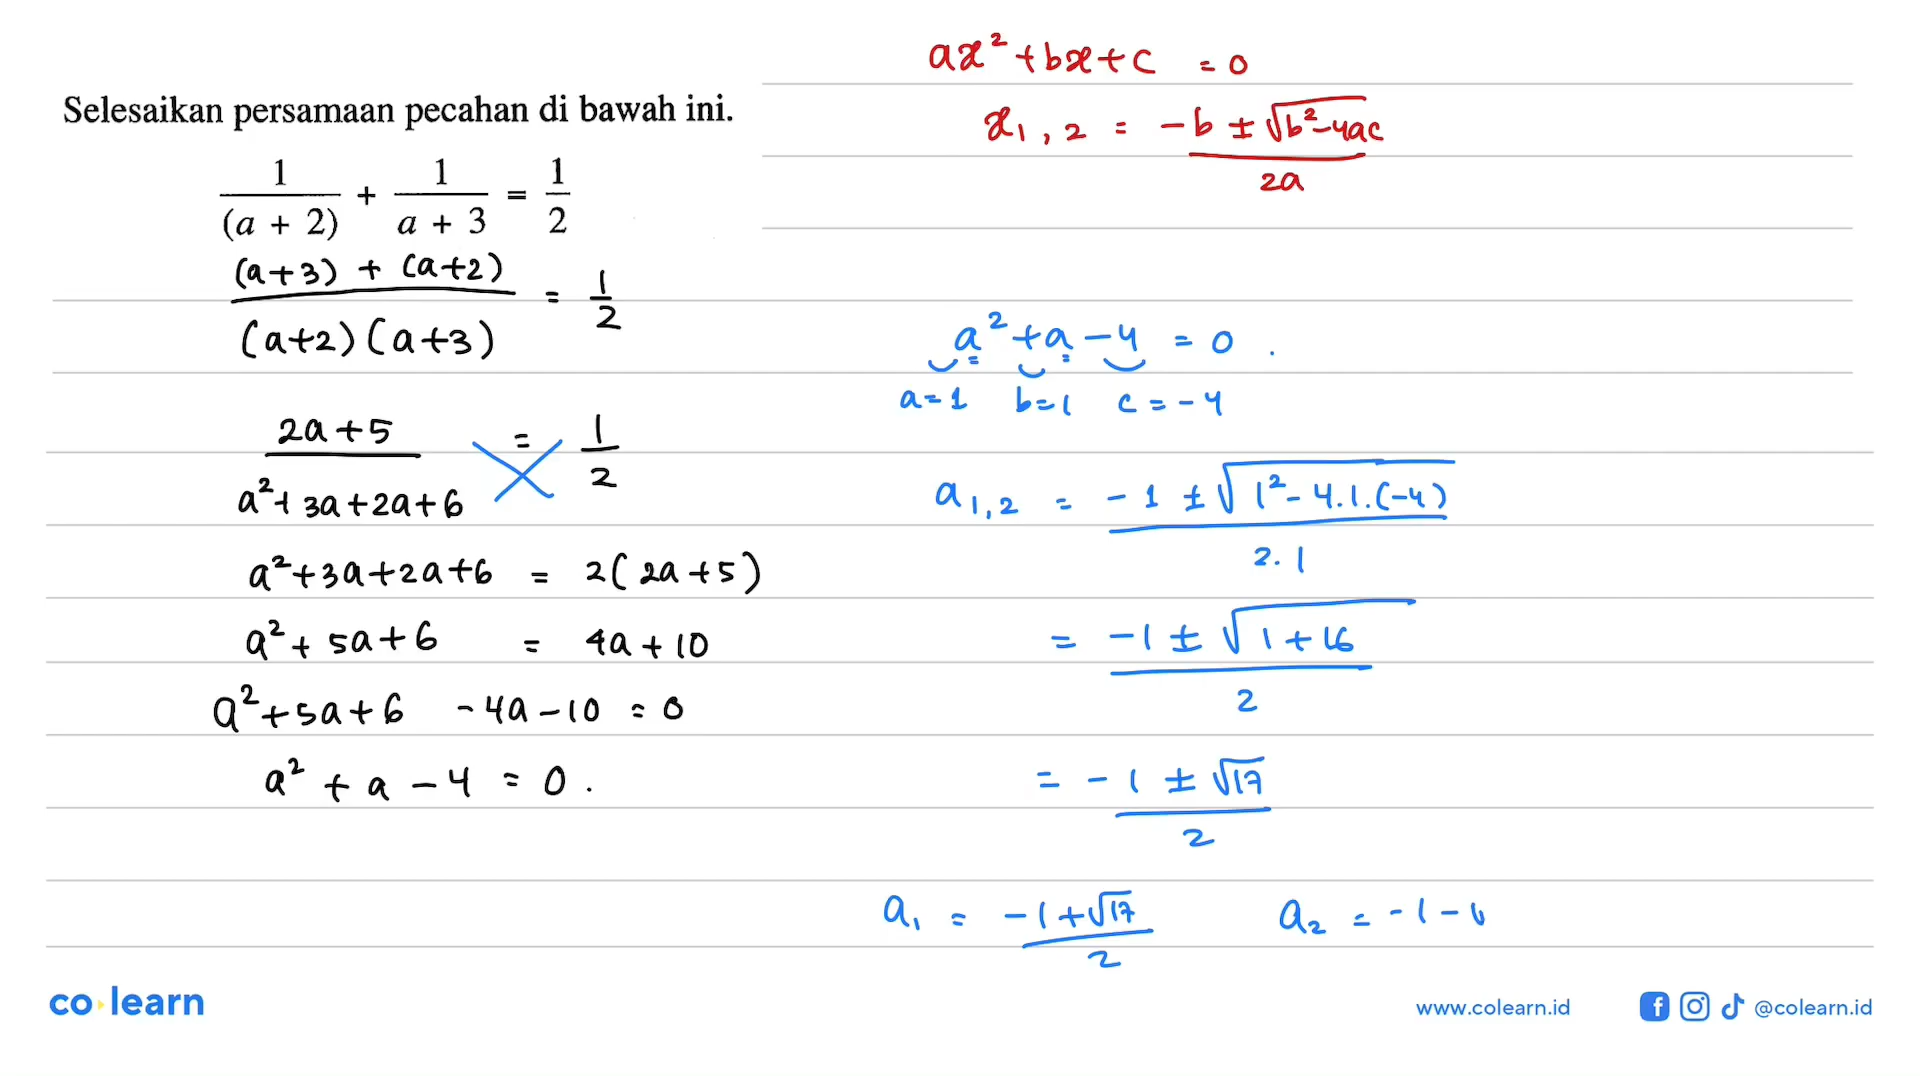 Selesaikan persamaan pecahan di bawah ini.
1/(a + 2) + 1/a + 3 = 1/2
(a+3) + (a+2)/(a+2)(a+3) = 1/2
2a+5/a²+3a+2a+6 = 1/2
a²+3a+2a+6 = 2(2a+5)
a²+5a+6 = 4a+10
a²+5a+6 -4a-10 = 0
a² + a - 4 = 0.
ax²+bx+c = 0
x1,2 = -b ± √b²-4ac/2a
a²+a-4 = 0.
a=1 b=1 c=-4
a1,2 = -1 ± √1²-4.1.(-4)/2.1
= -1 ± √1+16/2
= -1 ± √17/2
a1 = -1+√17/2 a2 = -1-
co learn
www.colearn.id
@colearn.id